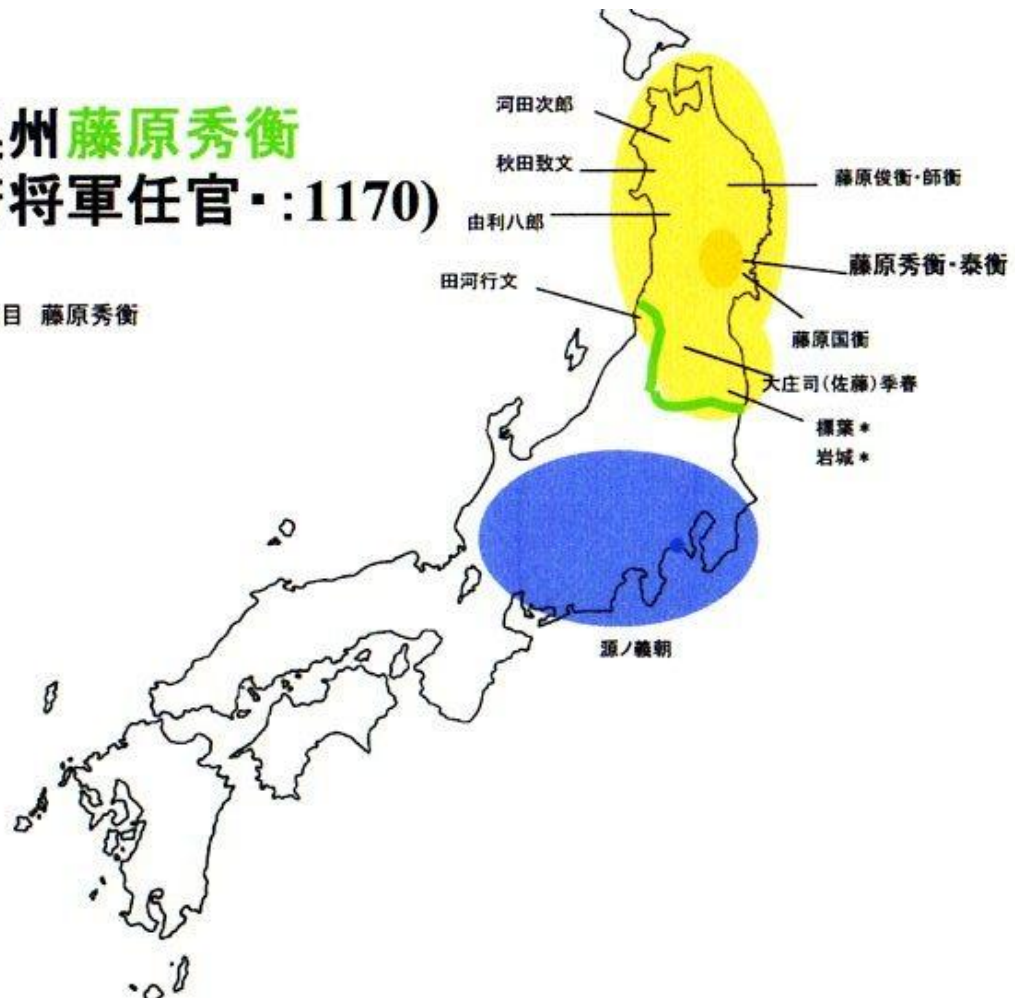 州藤原秀衡
将軍任官・:1170)
目 藤原秀衡
河田次郎
秋田致文
由利八郎
田河行文
藤原俊衡・師衡
藤原秀衡・泰衡
藤原国衡
大庄司(佐藤)季春
標葉*
岩城*
源ノ義朝